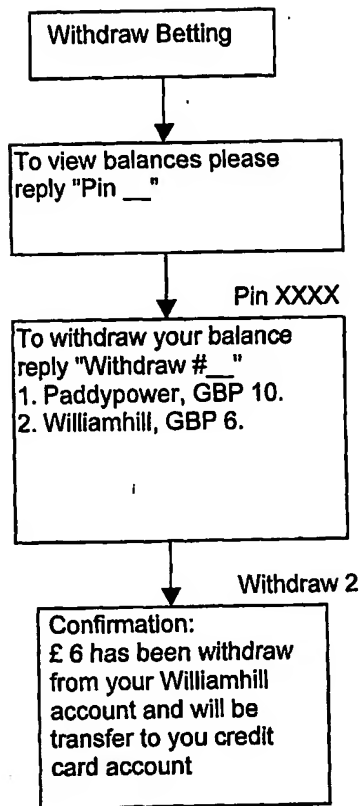 Withdraw Betting
To view balances please
reply "Pin __"
Pin XXXX
To withdraw your balance
reply "Withdraw #__"
1. Paddypower, GBP 10.
2. Williamhill, GBP 6.
Withdraw 2
Confirmation:
£ 6 has been withdraw
from your Williamhill
account and will be
transfer to you credit
card account